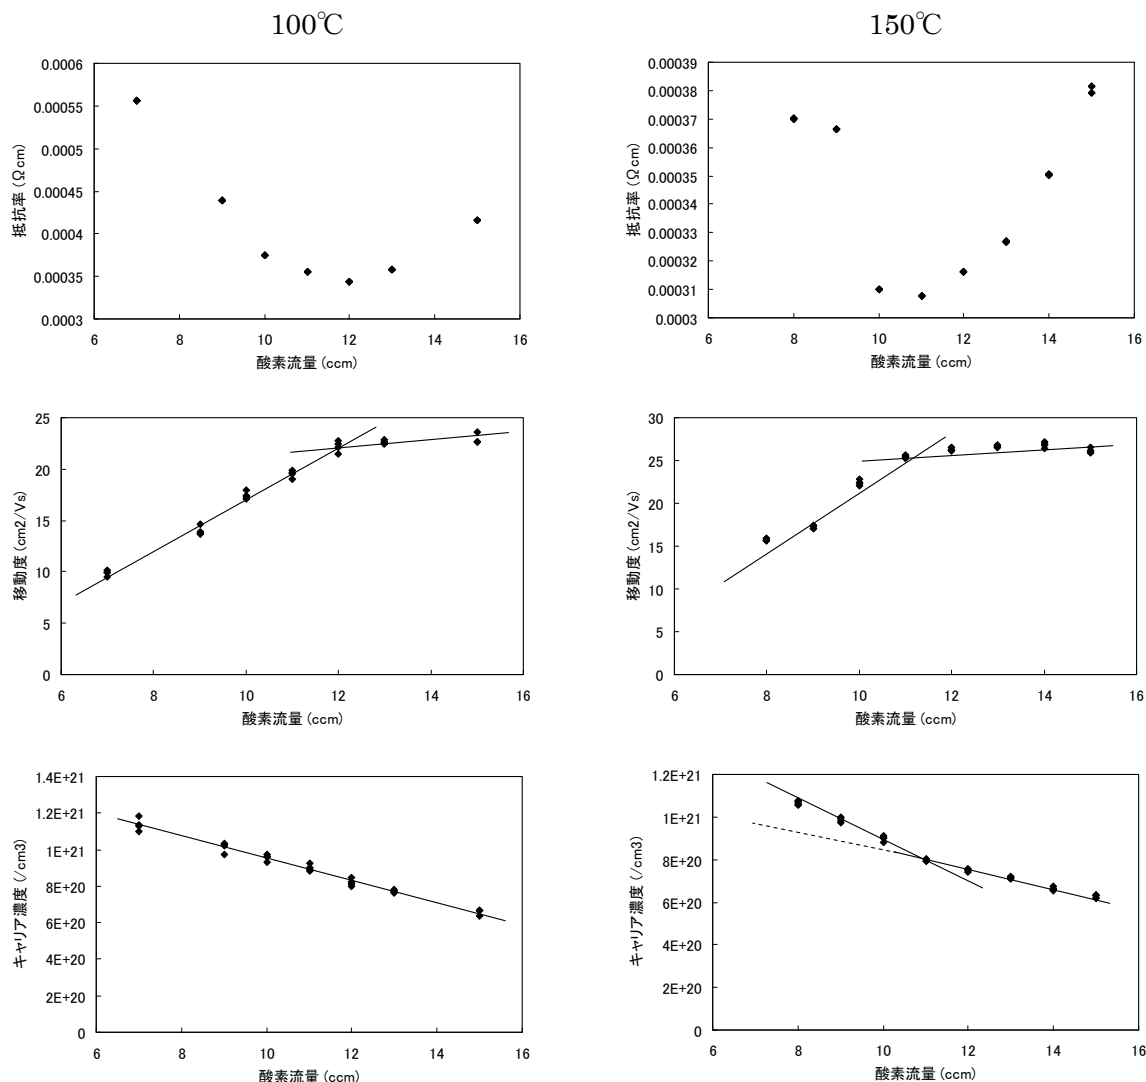 100℃
150℃
0.0006
0.00055
0.0005
0.00045
0.0004
0.00035
0.0003
抵抗率(Ωcm)
6 8 10 12 14 16
酸素流量(ccm)
0.00039
0.00038
0.00037
0.00036
0.00035
0.00034
0.00033
0.00032
0.00031
0.0003
抵抗率(Ωcm)
6 8 10 12 14 16
酸素流量(ccm)
25
20
15
10
5
0
移動度(cm2/Vs)
6 8 10 12 14 16
酸素流量(ccm)
30
25
20
15
10
5
0
移動度(cm2/Vs)
6 8 10 12 14 16
酸素流量(ccm)
1.4E+21
1.2E+21
1E+21
8E+20
6E+20
4E+20
2E+20
0
キャリア濃度(/cm3)
6 8 10 12 14 16
酸素流量(ccm)
1.2E+21
1E+21
8E+20
6E+20
4E+20
2E+20
0
キャリア濃度(/cm3)
6 8 10 12 14 16
酸素流量(ccm)